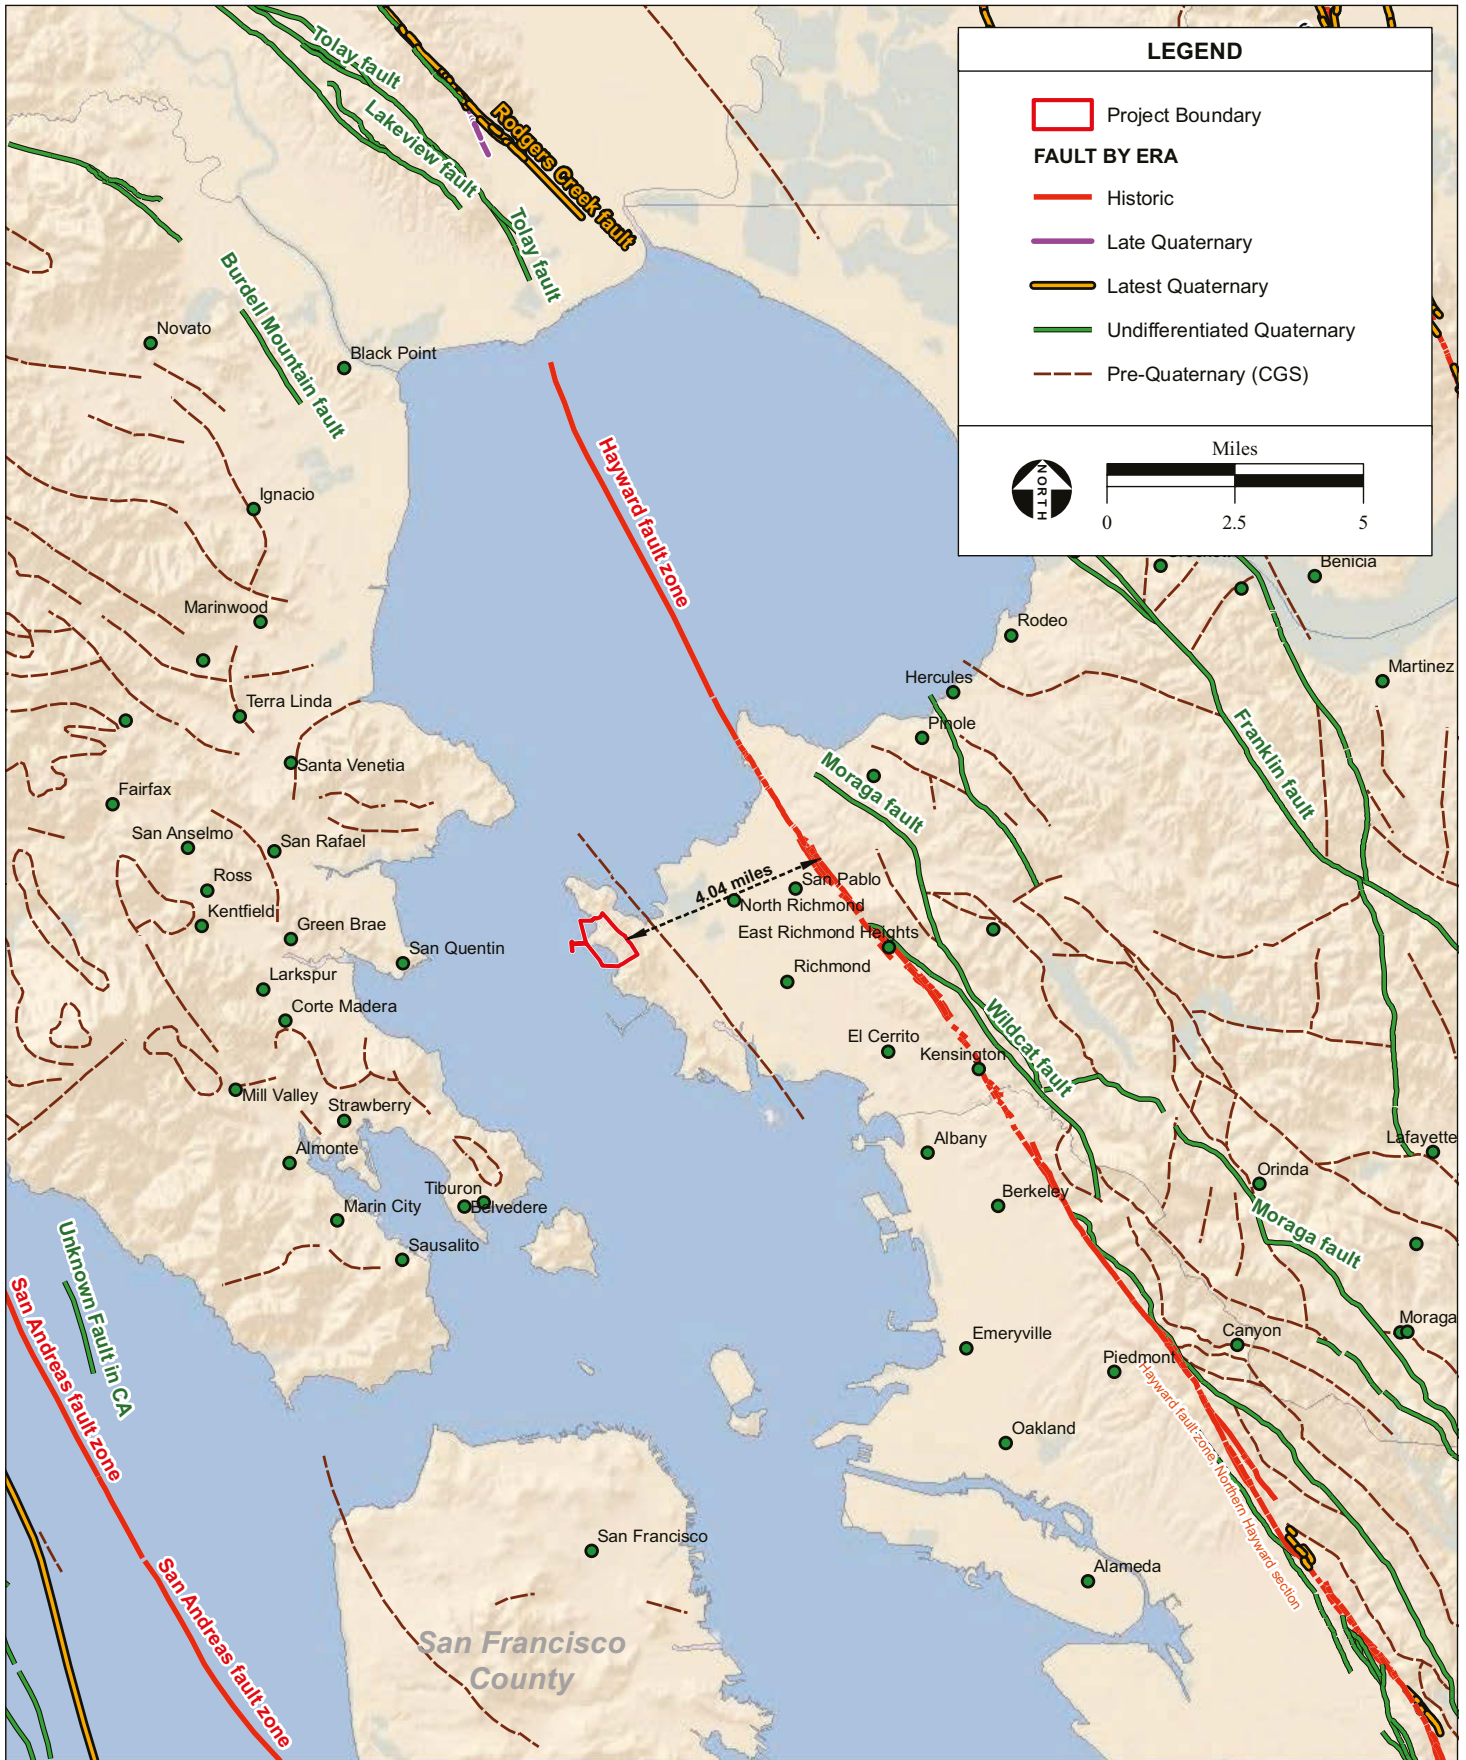 Tolay fault
Lakeview fault
Rodgers Creek fault
Tolay fault
Burdell Mountain fault
LEGEND
Project Boundary
FAULT BY ERA
Historic
Late Quaternary
Latest Quaternary
Undifferentiated Quaternary
Pre-Quaternary (CGS)
Miles
NORTH
0 2.5 5
Novato
Black Point
Hayward fault zone
Ignacio
Benicia
Marinwood
Rodeo
Martinez
Hercules
Terra Linda
Pinole
Franklin fault
Santa Venetia
Moraga fault
Fairfax
San Anselmo
San Rafael
4.04 miles
San Pablo
Ross
North Richmond
Kentfield
Green Brae
East Richmond Heights
San Quentin
Richmond
Larkspur
Corte Madera
Wildcat fault
El Cerrito
Kensington
Mill Valley
Strawberry
Albany
Lafayette
Almonte
Orinda
Tiburon
Berkeley
Marin City
Belvedere
Moraga fault
Sausalito
Unknown Fault in CA
San Andreas fault zone
Emeryville
Canyon
Moraga
Piedmont
Hayward fault zone, Northern Hayward section
Oakland
San Francisco
Alameda
San Andreas fault zone
San Francisco
County